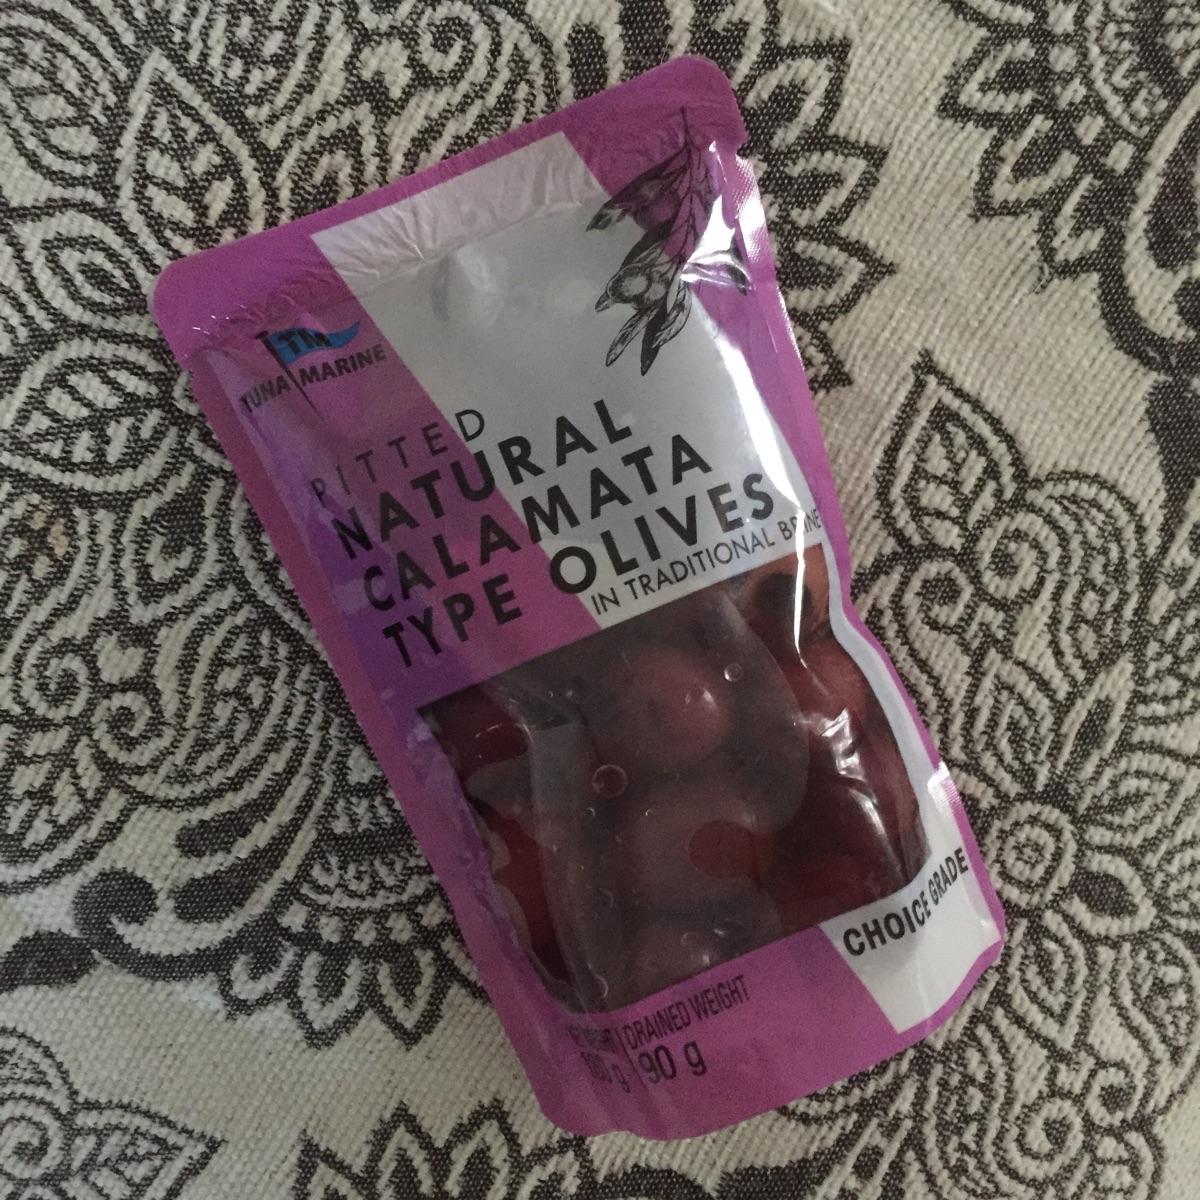 TM
TUNA MARINE
PITTED
NATURAL
CALAMATA
TYPE OLIVES
IN TRADITIONAL BRINE
CHOICE GRADE
DRAINED WEIGHT
90 g